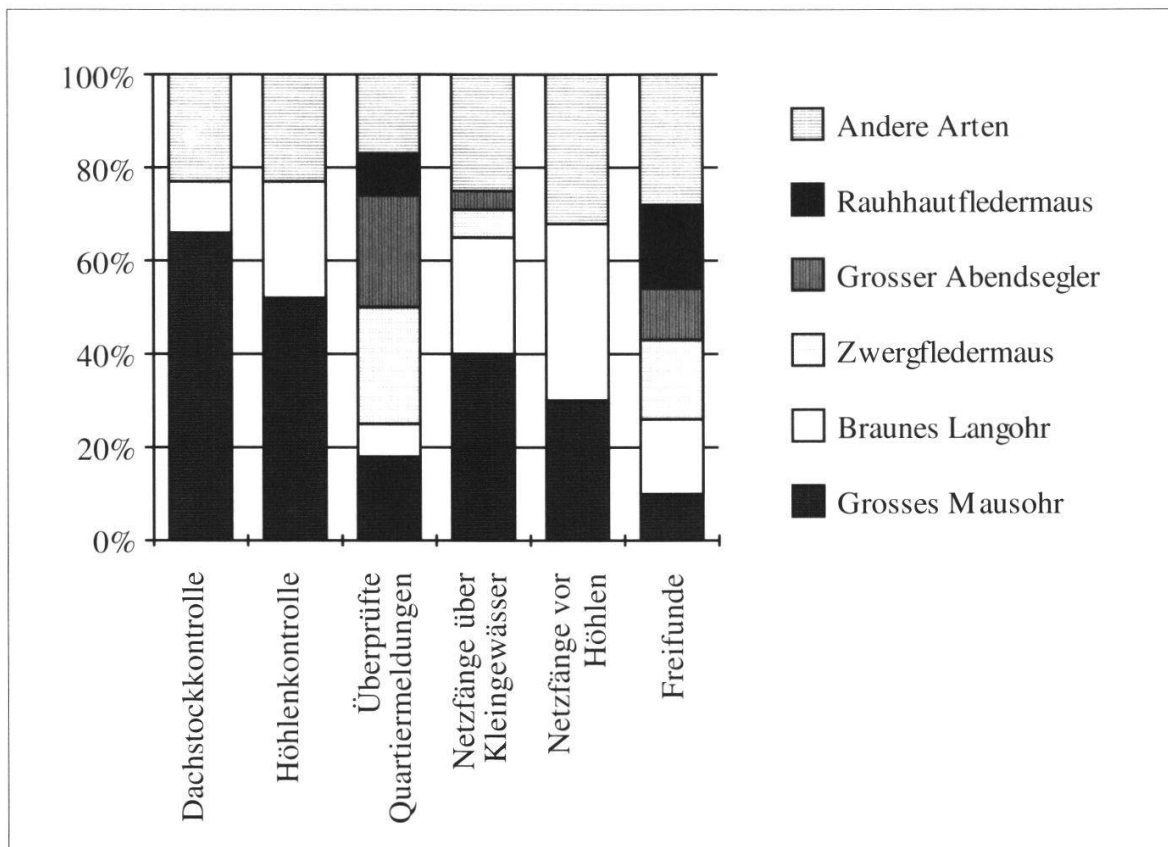 100%
80%
60%
40%
20%
0%
Dachstockkontrolle
Höhlenkontrolle
Überprüfte
Quartiermeldungen
Netzfänge über
Kleingewässer
Netzfänge vor
Höhlen
Freifunde
Andere Arten
Rauhhautfledermaus
Grosser Abendsegler
Zwergfledermaus
Braunes Langohr
Grosses Mausohr